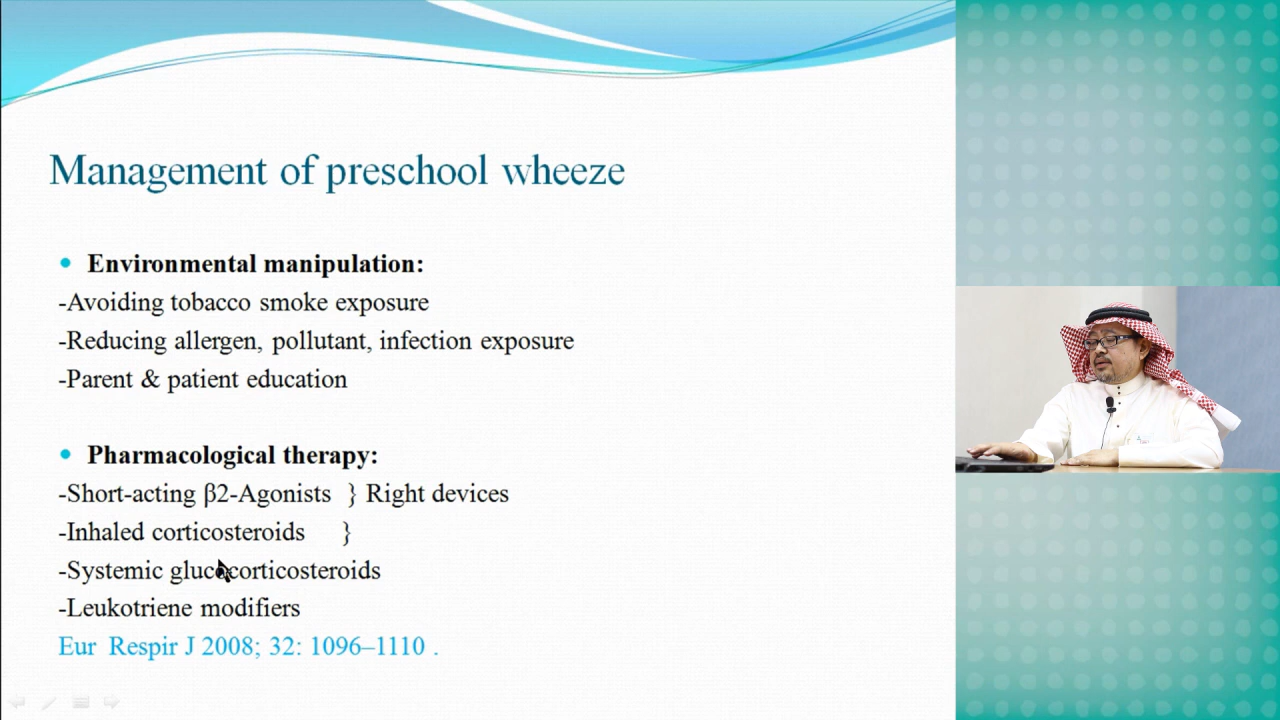 Management of preschool wheeze
• Environmental manipulation:
-Avoiding tobacco smoke exposure
-Reducing allergen, pollutant, infection exposure
-Parent & patient education
• Pharmacological therapy:
-Short-acting β2-Agonists } Right devices
-Inhaled corticosteroids }
-Systemic glucocorticosteroids
-Leukotriene modifiers
Eur Respir J 2008; 32: 1096–1110 .